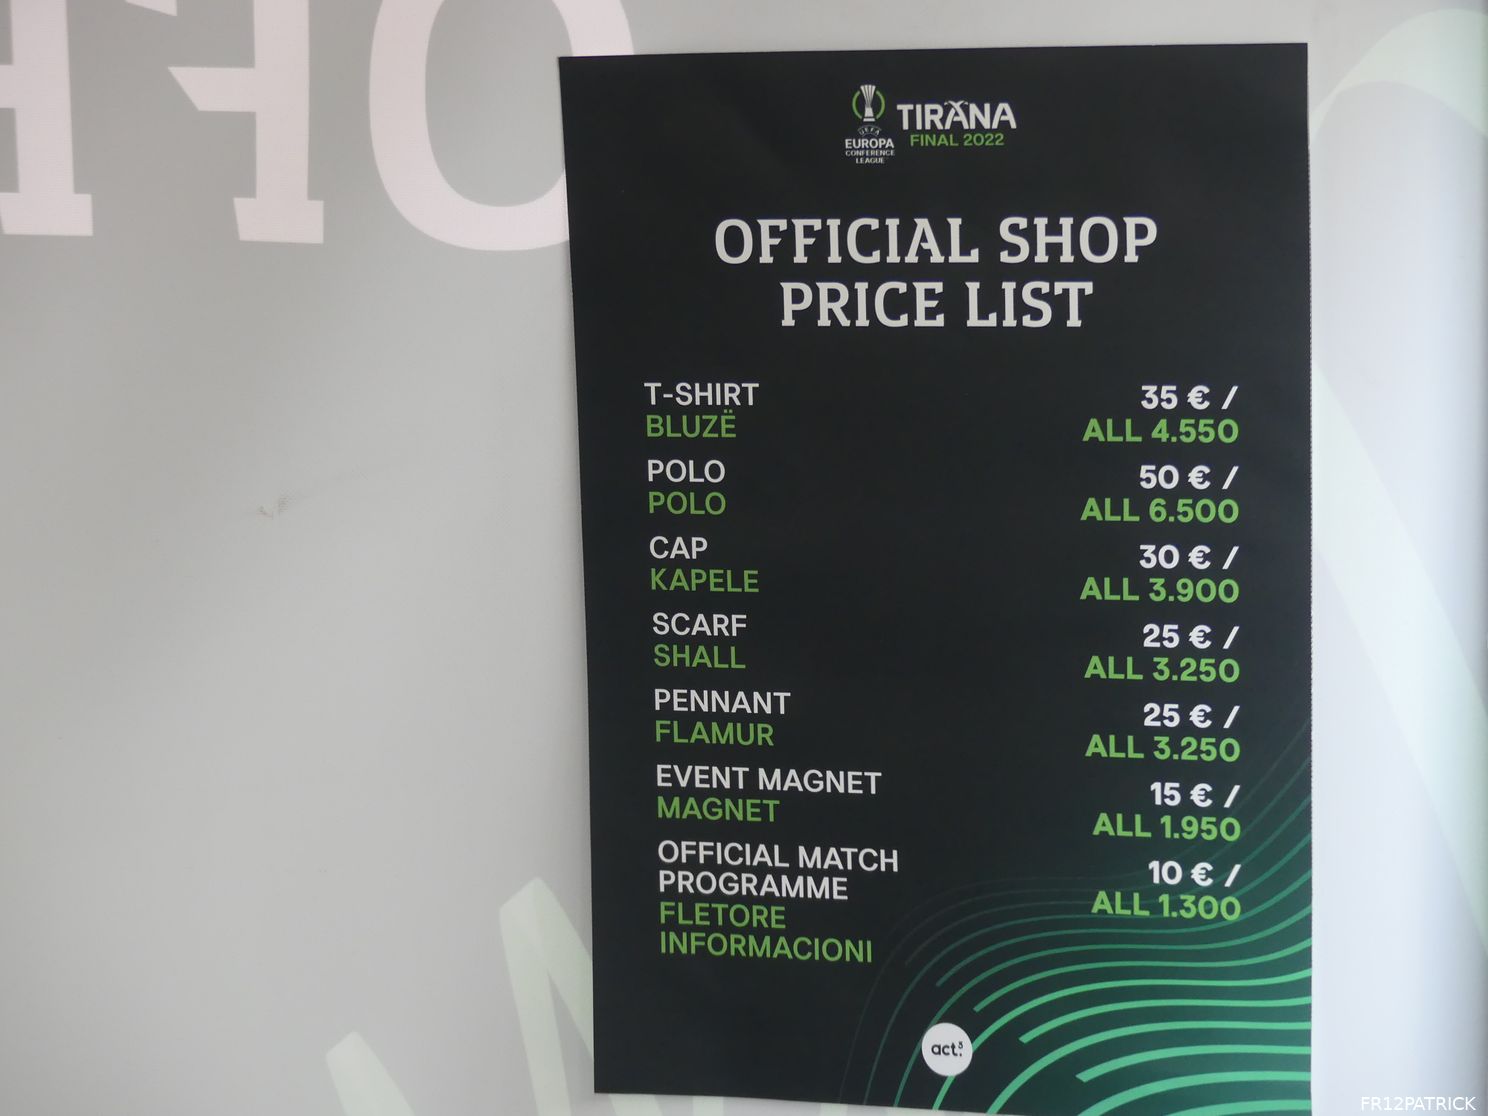 HO
TIRANA
FINAL 2022
UEFA
EUROPA
CONFERENCE
LEAGUE
OFFICIAL SHOP
PRICE LIST
T-SHIRT 35 € /
BLUZË ALL 4.550
POLO 50 € /
POLO ALL 6.500
CAP 30 € /
KAPELE ALL 3.900
SCARF 25 € /
SHALL ALL 3.250
PENNANT 25 € /
FLAMUR ALL 3.250
EVENT MAGNET 15 € /
MAGNET ALL 1.950
OFFICIAL MATCH 10 € /
PROGRAMME ALL 1.300
FLETORE
INFORMACIONI
act.3
FR12PATRICK